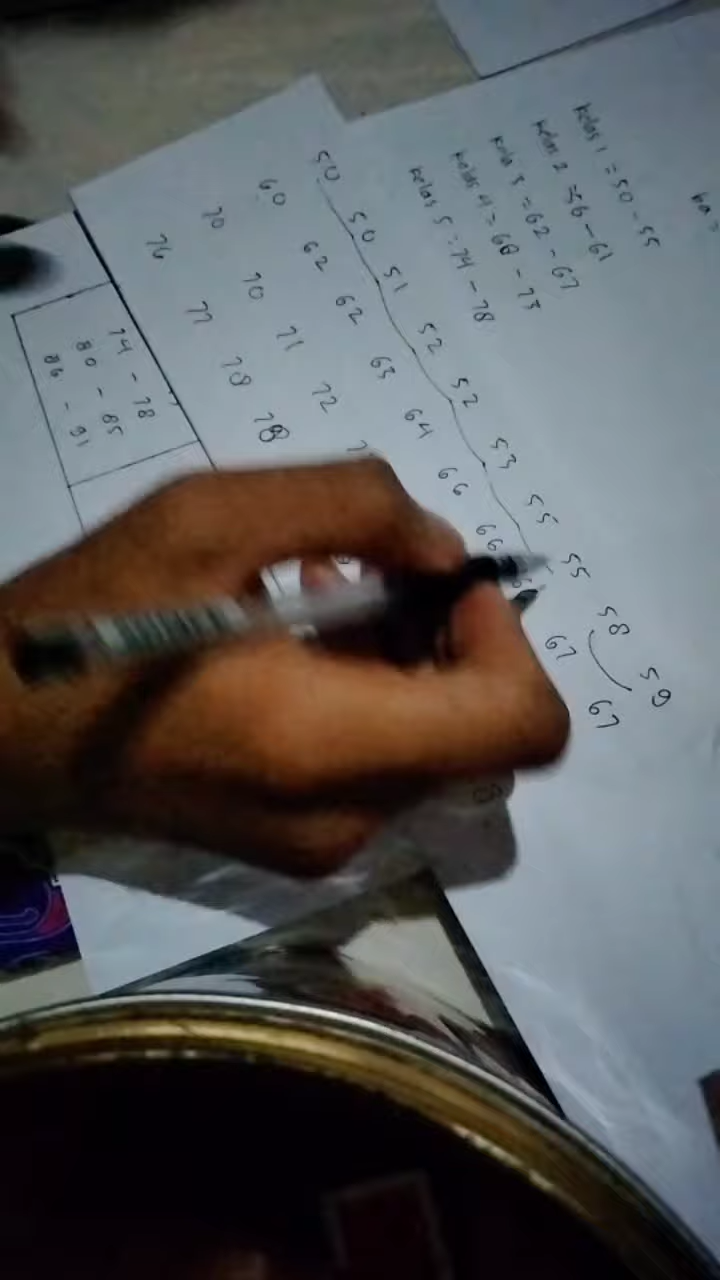 ba =
kelas 1 = 50 - 55
kelas 2 = 56 - 61
kelas 3 = 62 - 67
kelas 4 = 68 - 73
kelas 5 = 74 - 78
50 50 51 52 52 53 55 55 58 59
60 62 62 63 64 66 66 67 67
70 70 71 72
76 77 78 78
74 - 78
80 - 85
86 - 91